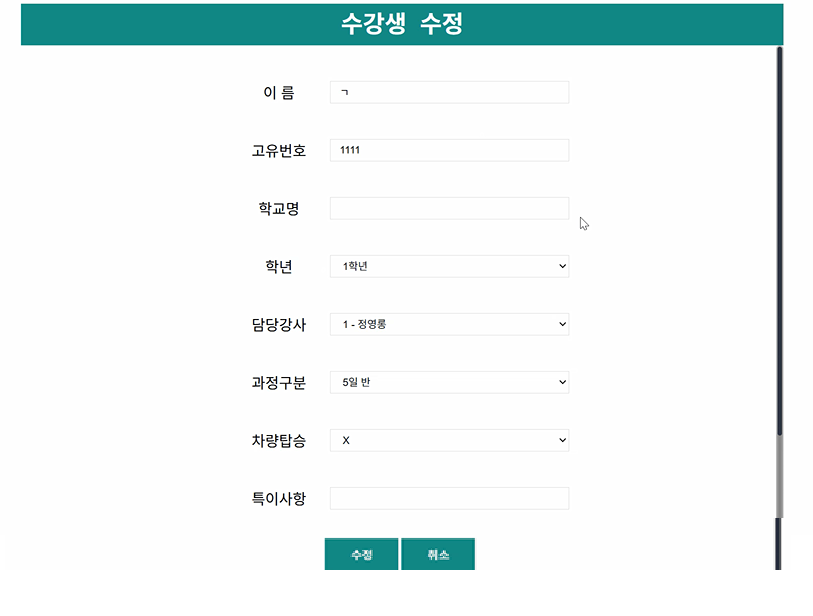 수강생 수정
이 름 ㄱ
고유번호 1111
학교명
학년 1학년
담당강사 1 - 정영롱
과정구분 5일 반
차량탑승 X
특이사항
수정 취소